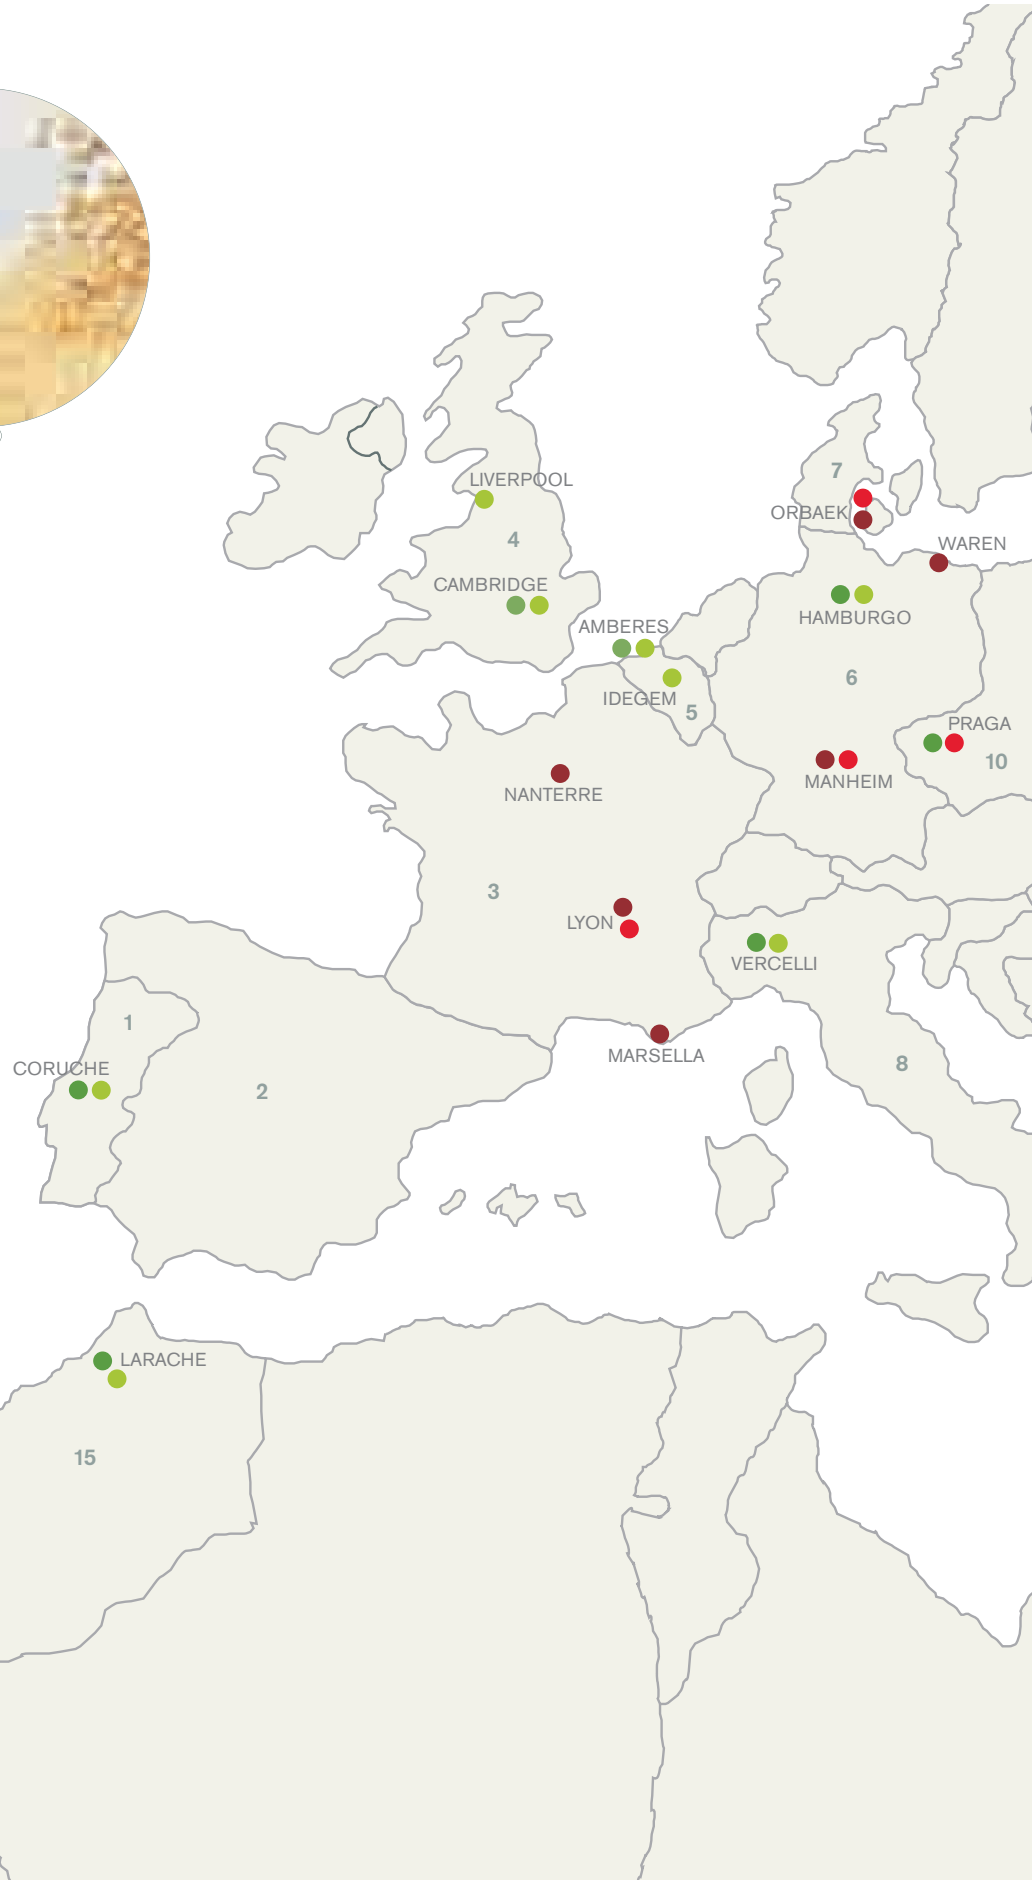 7
LIVERPOOL
ORBAEK
4
WAREN
CAMBRIDGE
HAMBURGO
AMBERES
6
IDEGEM
5
PRAGA
10
MANHEIM
NANTERRE
3
LYON
VERCELLI
1
MARSELLA
8
CORUCHE
2
LARACHE
15